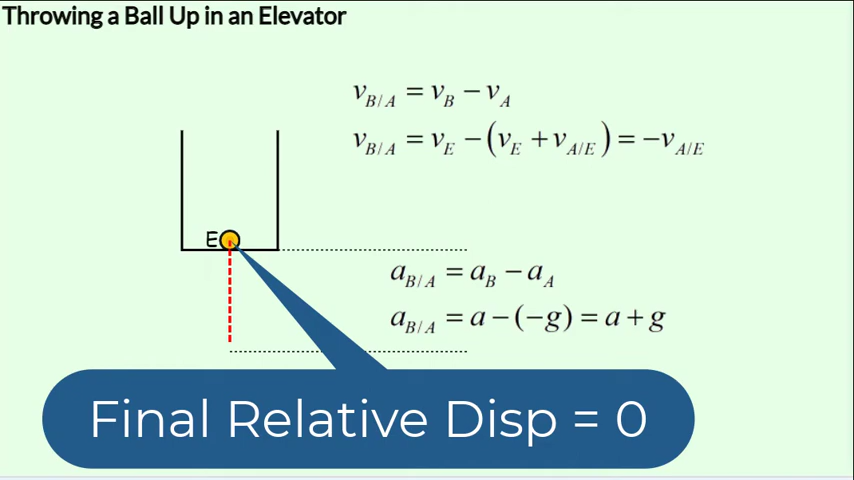 Throwing a Ball Up in an Elevator
v_{B/A} = v_B − v_A
v_{B/A} = v_E − (v_E + v_{A/E}) = −v_{A/E}
E
a_{B/A} = a_B − a_A
a_{B/A} = a − (−g) = a + g
Final Relative Disp = 0